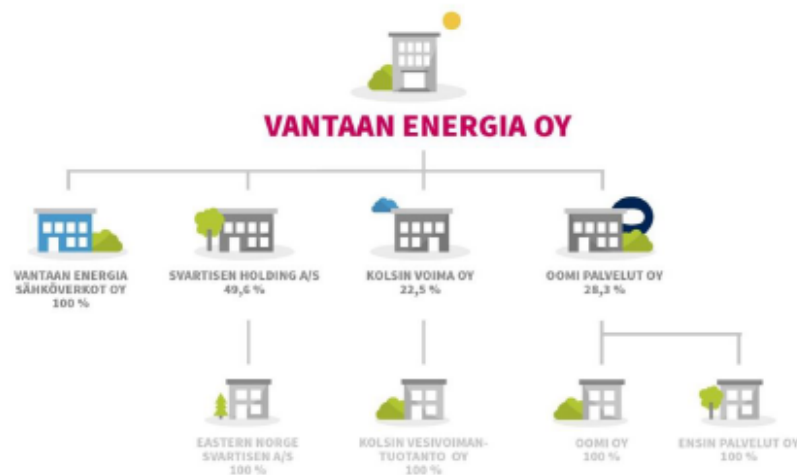 VANTAAN ENERGIA OY
VANTAAN ENERGIA
SÄHKÖVERKOT OY
100 %
SVARTISEN HOLDING A/S
49,6 %
KOLSIN VOIMA OY
22,5 %
OOMI PALVELUT OY
28,3 %
EASTERN NORGE
SVARTISEN A/S
100 %
KOLSIN VESIVOIMAN-
TUOTANTO OY
100 %
OOMI OY
100 %
ENSIN PALVELUT OY
100 %